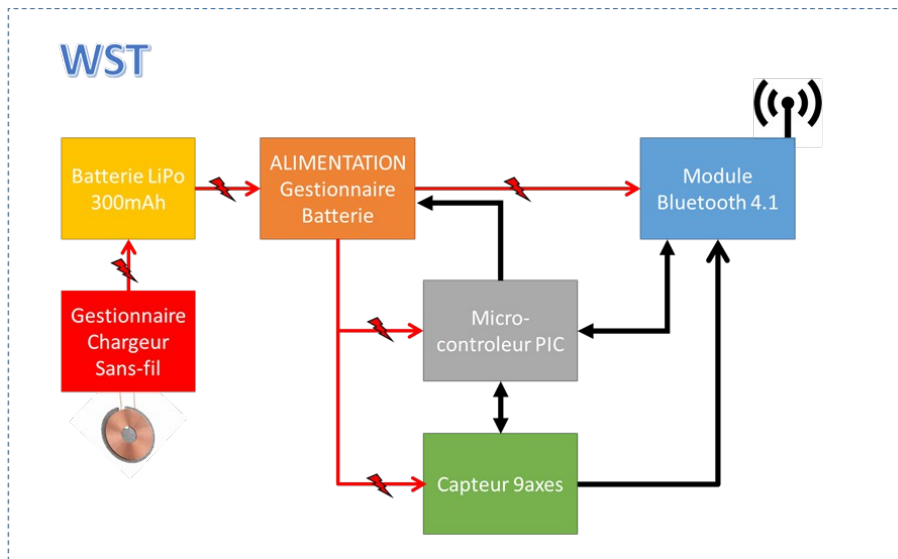 WST
Batterie LiPo
300mAh
ALIMENTATION
Gestionnaire
Batterie
Module
Bluetooth 4.1
Gestionnaire
Chargeur
Sans-fil
Micro-
controleur PIC
Capteur 9axes